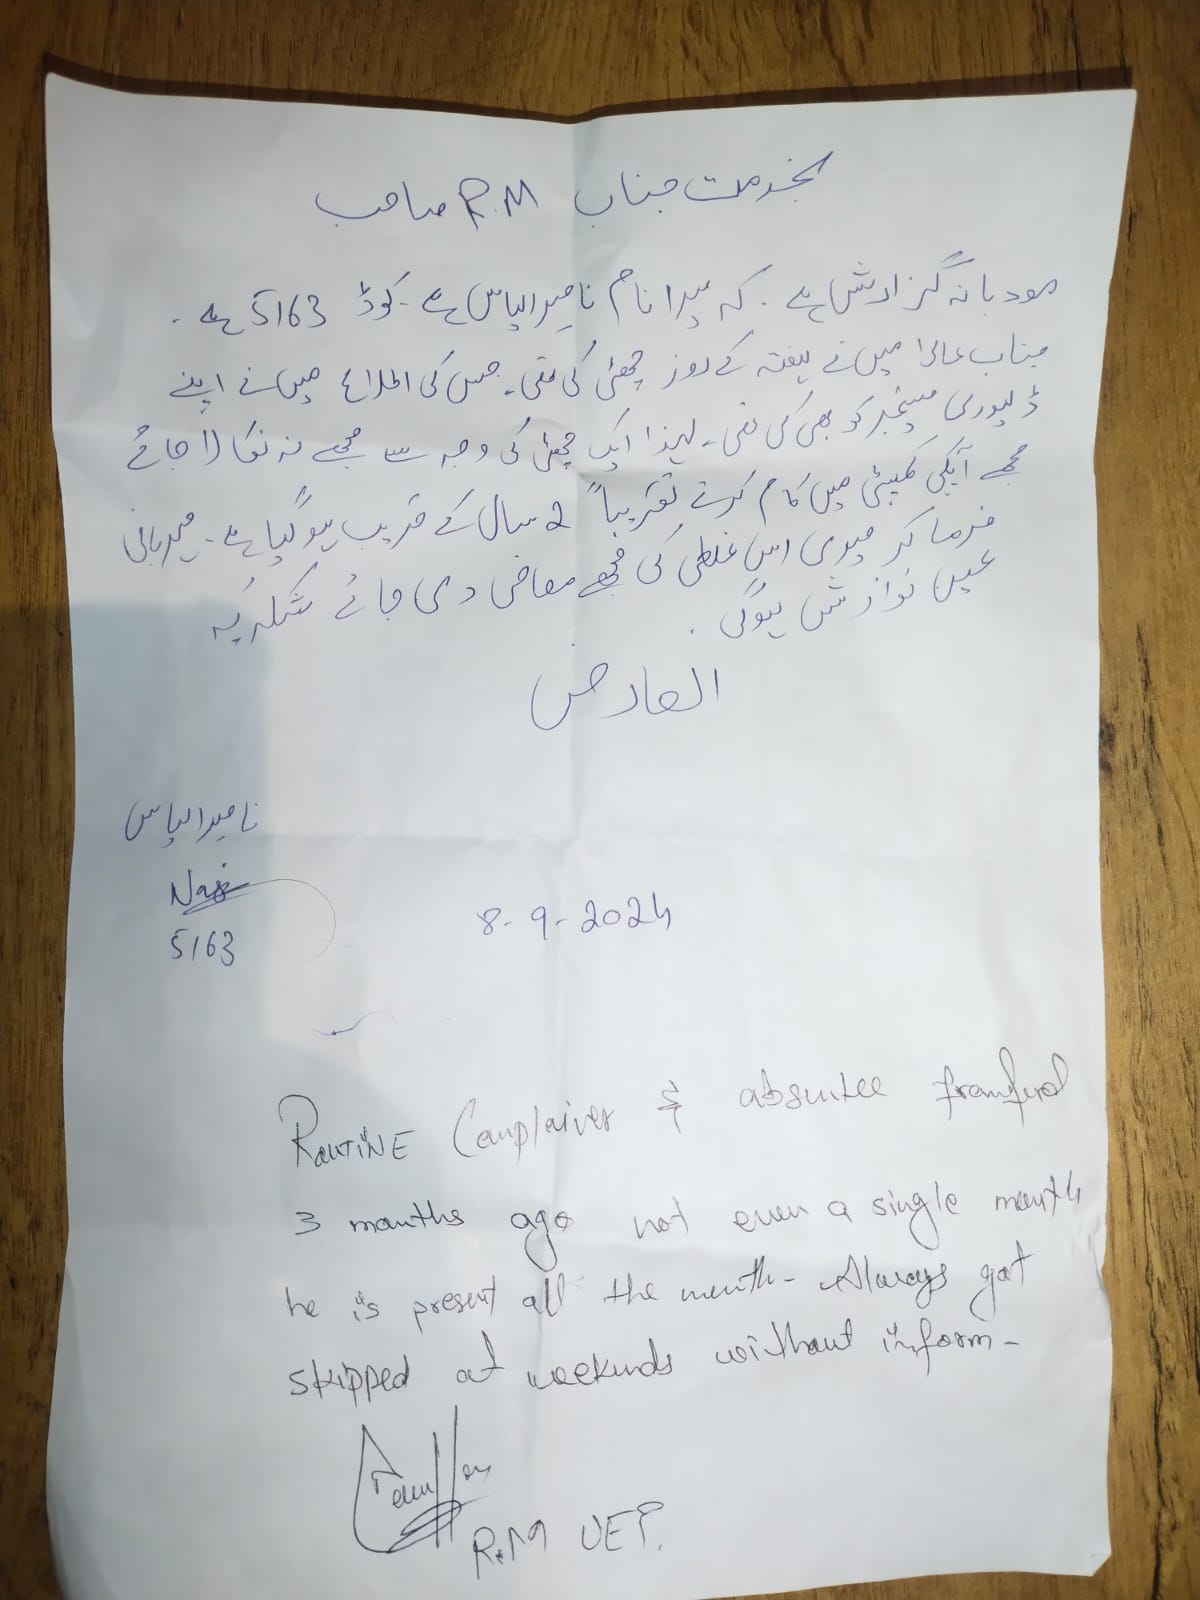 بخدمت جناب R.M صاحب
مودبانہ گزارش ہے۔ کہ میرا نام ناصر الیاس ہے۔ کوڈ 5163 ہے۔
جناب عالی! میں نے ہفتہ کے روز چھٹی کی تھی۔ جس کی اطلاع میں نے اپنے
ڈلیوری مینیجر کو بھی کی تھی۔ لہذا ایک چھٹی کی وجہ سے مجھے نہ نکالا جائے
مجھے آپکی کمپنی میں کام کرتے تقریباً 2 سال کے قریب ہوگیا ہے۔ مہربانی
فرما کر میری اس غلطی کی مجھے معافی دی جائے شکریہ
عین نوازش ہوگی۔
العارض
ناصر الیاس
5163
8-9-2024
ROUTINE Complainer & absentee
3 months ago not even a single month
he is present all the month- Always got
skipped at weekends without inform-
R.M UET.